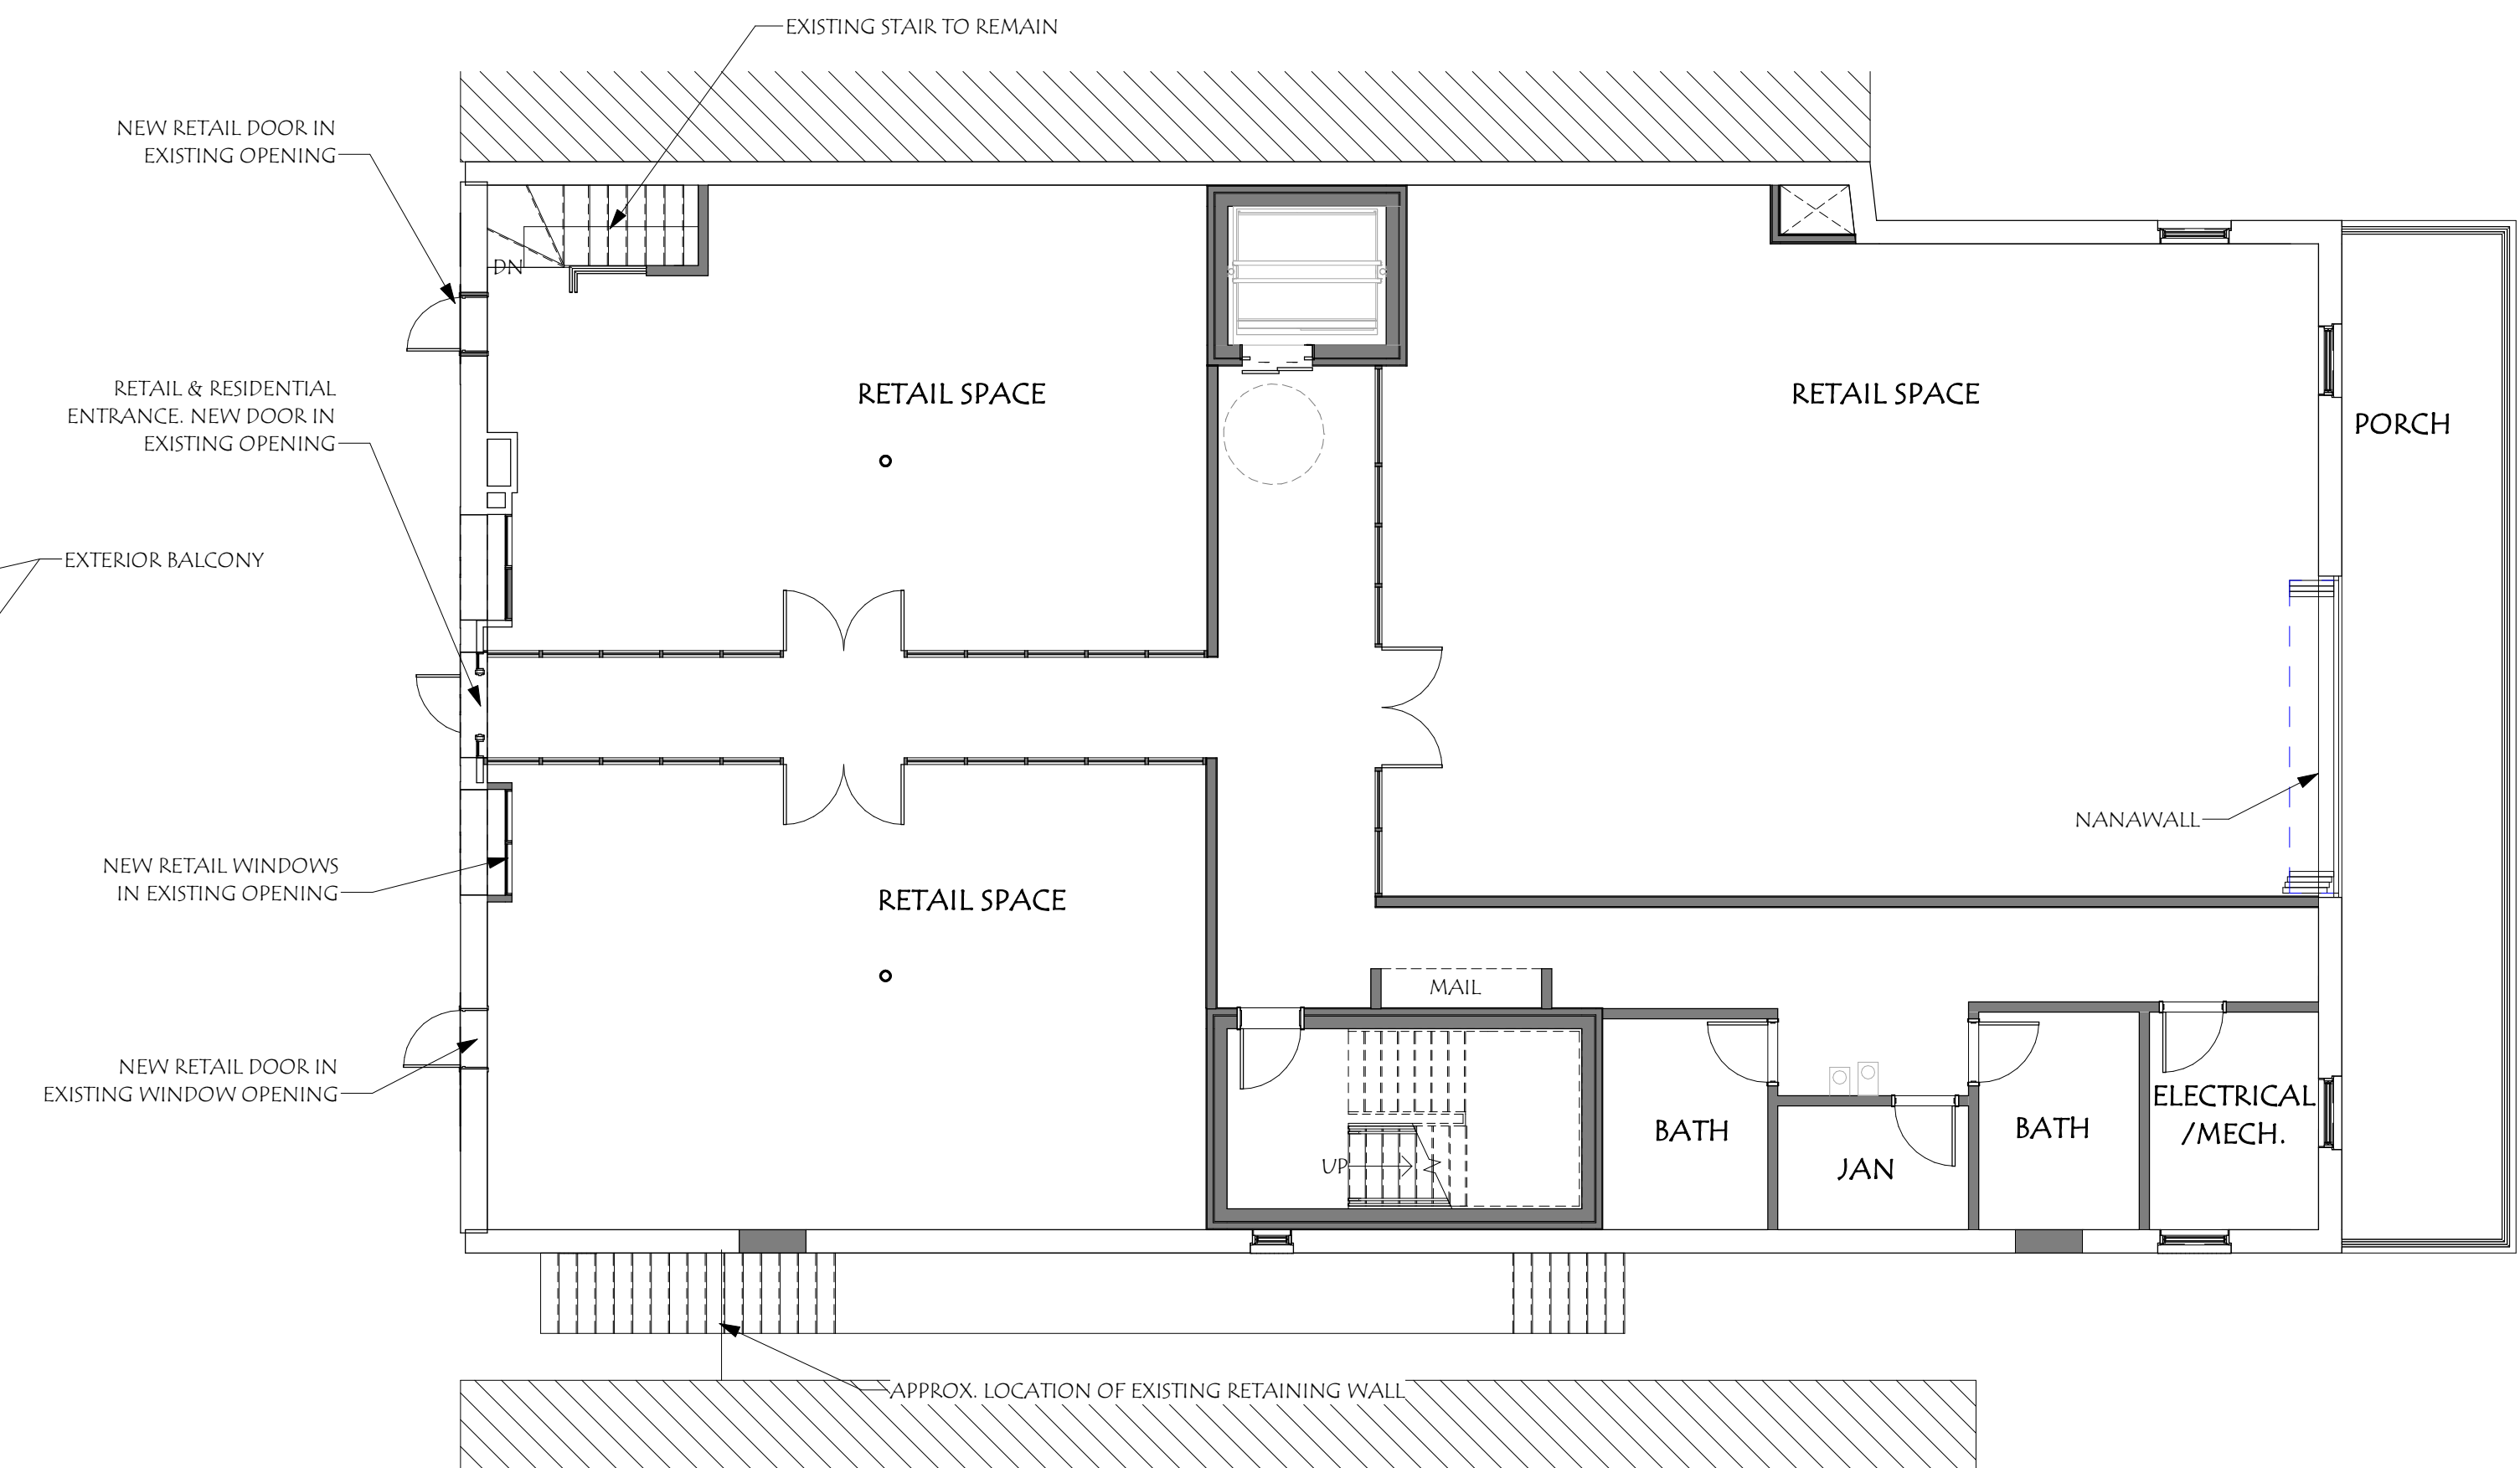 EXISTING STAIR TO REMAIN
NEW RETAIL DOOR IN
EXISTING OPENING
DN
RETAIL & RESIDENTIAL
ENTRANCE. NEW DOOR IN
EXISTING OPENING
RETAIL SPACE
RETAIL SPACE
PORCH
EXTERIOR BALCONY
NANAWALL
NEW RETAIL WINDOWS
IN EXISTING OPENING
RETAIL SPACE
MAIL
NEW RETAIL DOOR IN
EXISTING WINDOW OPENING
UP
BATH
JAN
BATH
ELECTRICAL
/MECH.
APPROX. LOCATION OF EXISTING RETAINING WALL